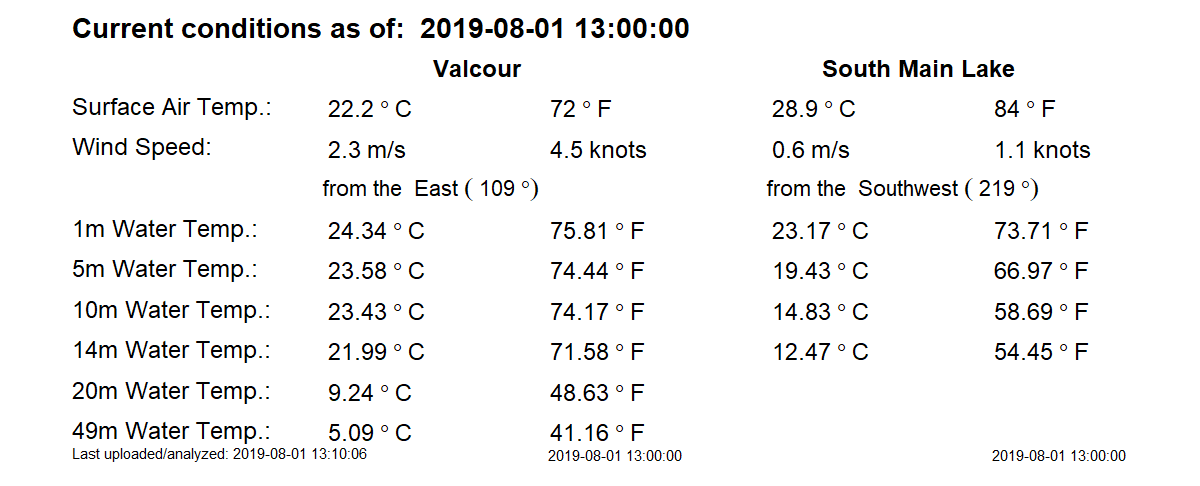 Current conditions as of: 2019-08-01 13:00:00
Valcour South Main Lake
Surface Air Temp.: 22.2 ° C 72 ° F 28.9 ° C 84 ° F
Wind Speed: 2.3 m/s 4.5 knots 0.6 m/s 1.1 knots
from the East ( 109 °) from the Southwest ( 219 °)
1m Water Temp.: 24.34 ° C 75.81 ° F 23.17 ° C 73.71 ° F
5m Water Temp.: 23.58 ° C 74.44 ° F 19.43 ° C 66.97 ° F
10m Water Temp.: 23.43 ° C 74.17 ° F 14.83 ° C 58.69 ° F
14m Water Temp.: 21.99 ° C 71.58 ° F 12.47 ° C 54.45 ° F
20m Water Temp.: 9.24 ° C 48.63 ° F
49m Water Temp.: 5.09 ° C 41.16 ° F
Last uploaded/analyzed: 2019-08-01 13:10:06 2019-08-01 13:00:00 2019-08-01 13:00:00